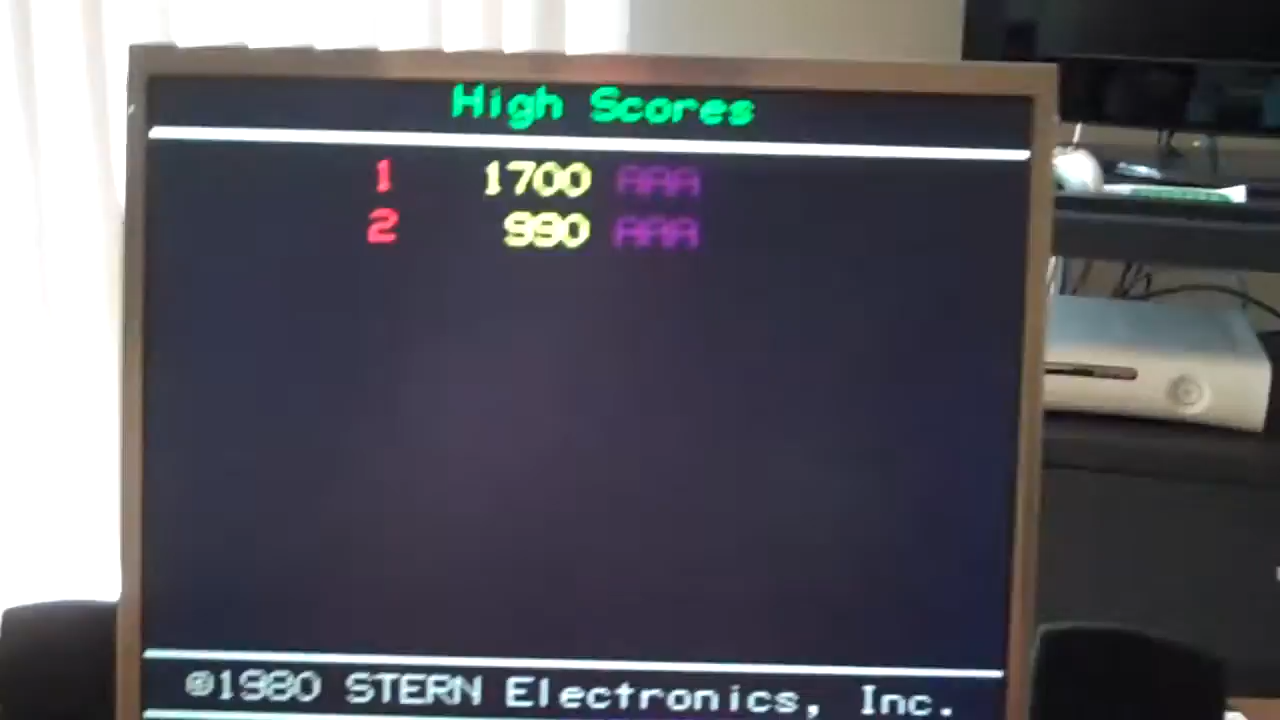 High Scores
1 1700 AAA
2 990 AAA
©1980 STERN Electronics, Inc.